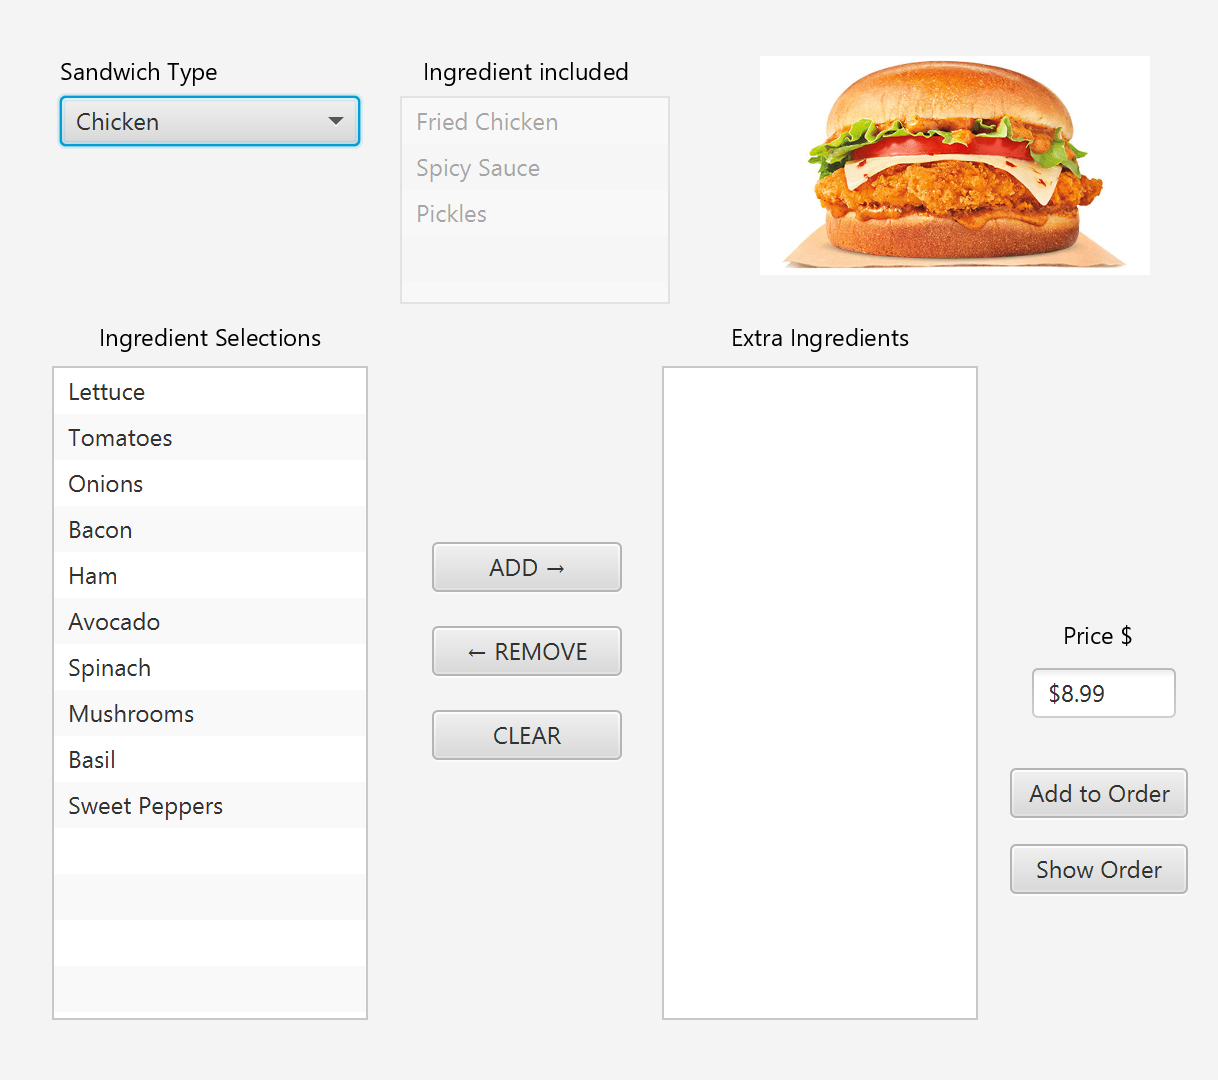 Sandwich Type
Chicken
Ingredient included
Fried Chicken
Spicy Sauce
Pickles
Ingredient Selections
Lettuce
Tomatoes
Onions
Bacon
Ham
Avocado
Spinach
Mushrooms
Basil
Sweet Peppers
ADD →
← REMOVE
CLEAR
Extra Ingredients
Price $
$8.99
Add to Order
Show Order